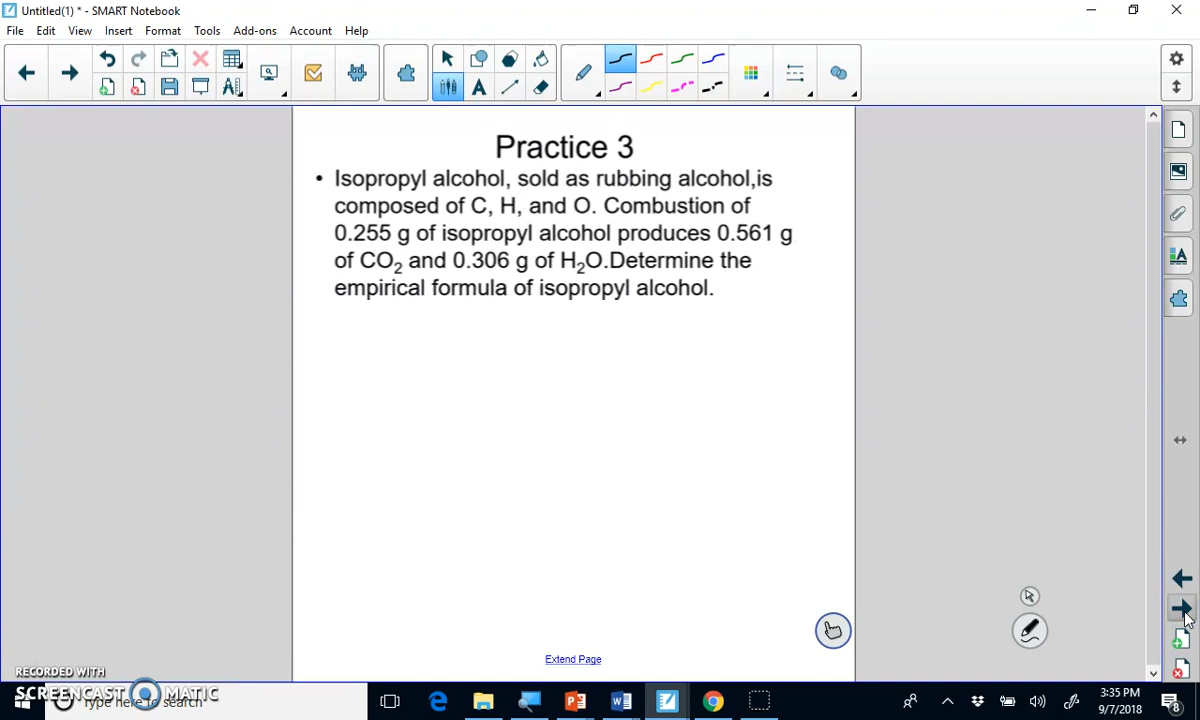 Untitled(1) * - SMART Notebook
File Edit View Insert Format Tools Add-ons Account Help
Practice 3
• Isopropyl alcohol, sold as rubbing alcohol,is
composed of C, H, and O. Combustion of
0.255 g of isopropyl alcohol produces 0.561 g
of CO₂ and 0.306 g of H₂O.Determine the
empirical formula of isopropyl alcohol.
Extend Page
RECORDED WITH
SCREENCAST MATIC
Type here to search
3:35 PM
9/7/2018
8